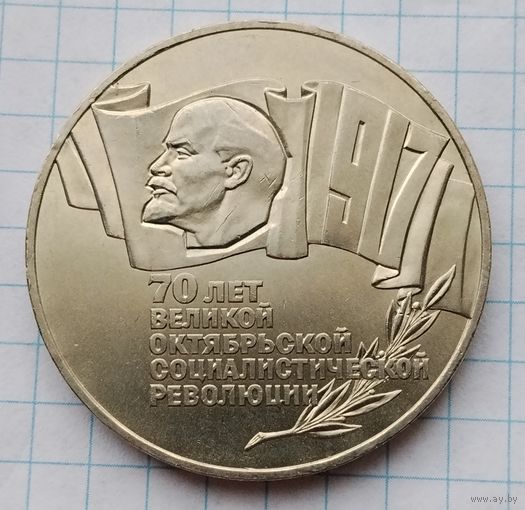 1917
70 ЛЕТ
ВЕЛИКОЙ
ОКТЯБРЬСКОЙ
СОЦИАЛИСТИЧЕСКОЙ
РЕВОЛЮЦИИ
www.ay.by